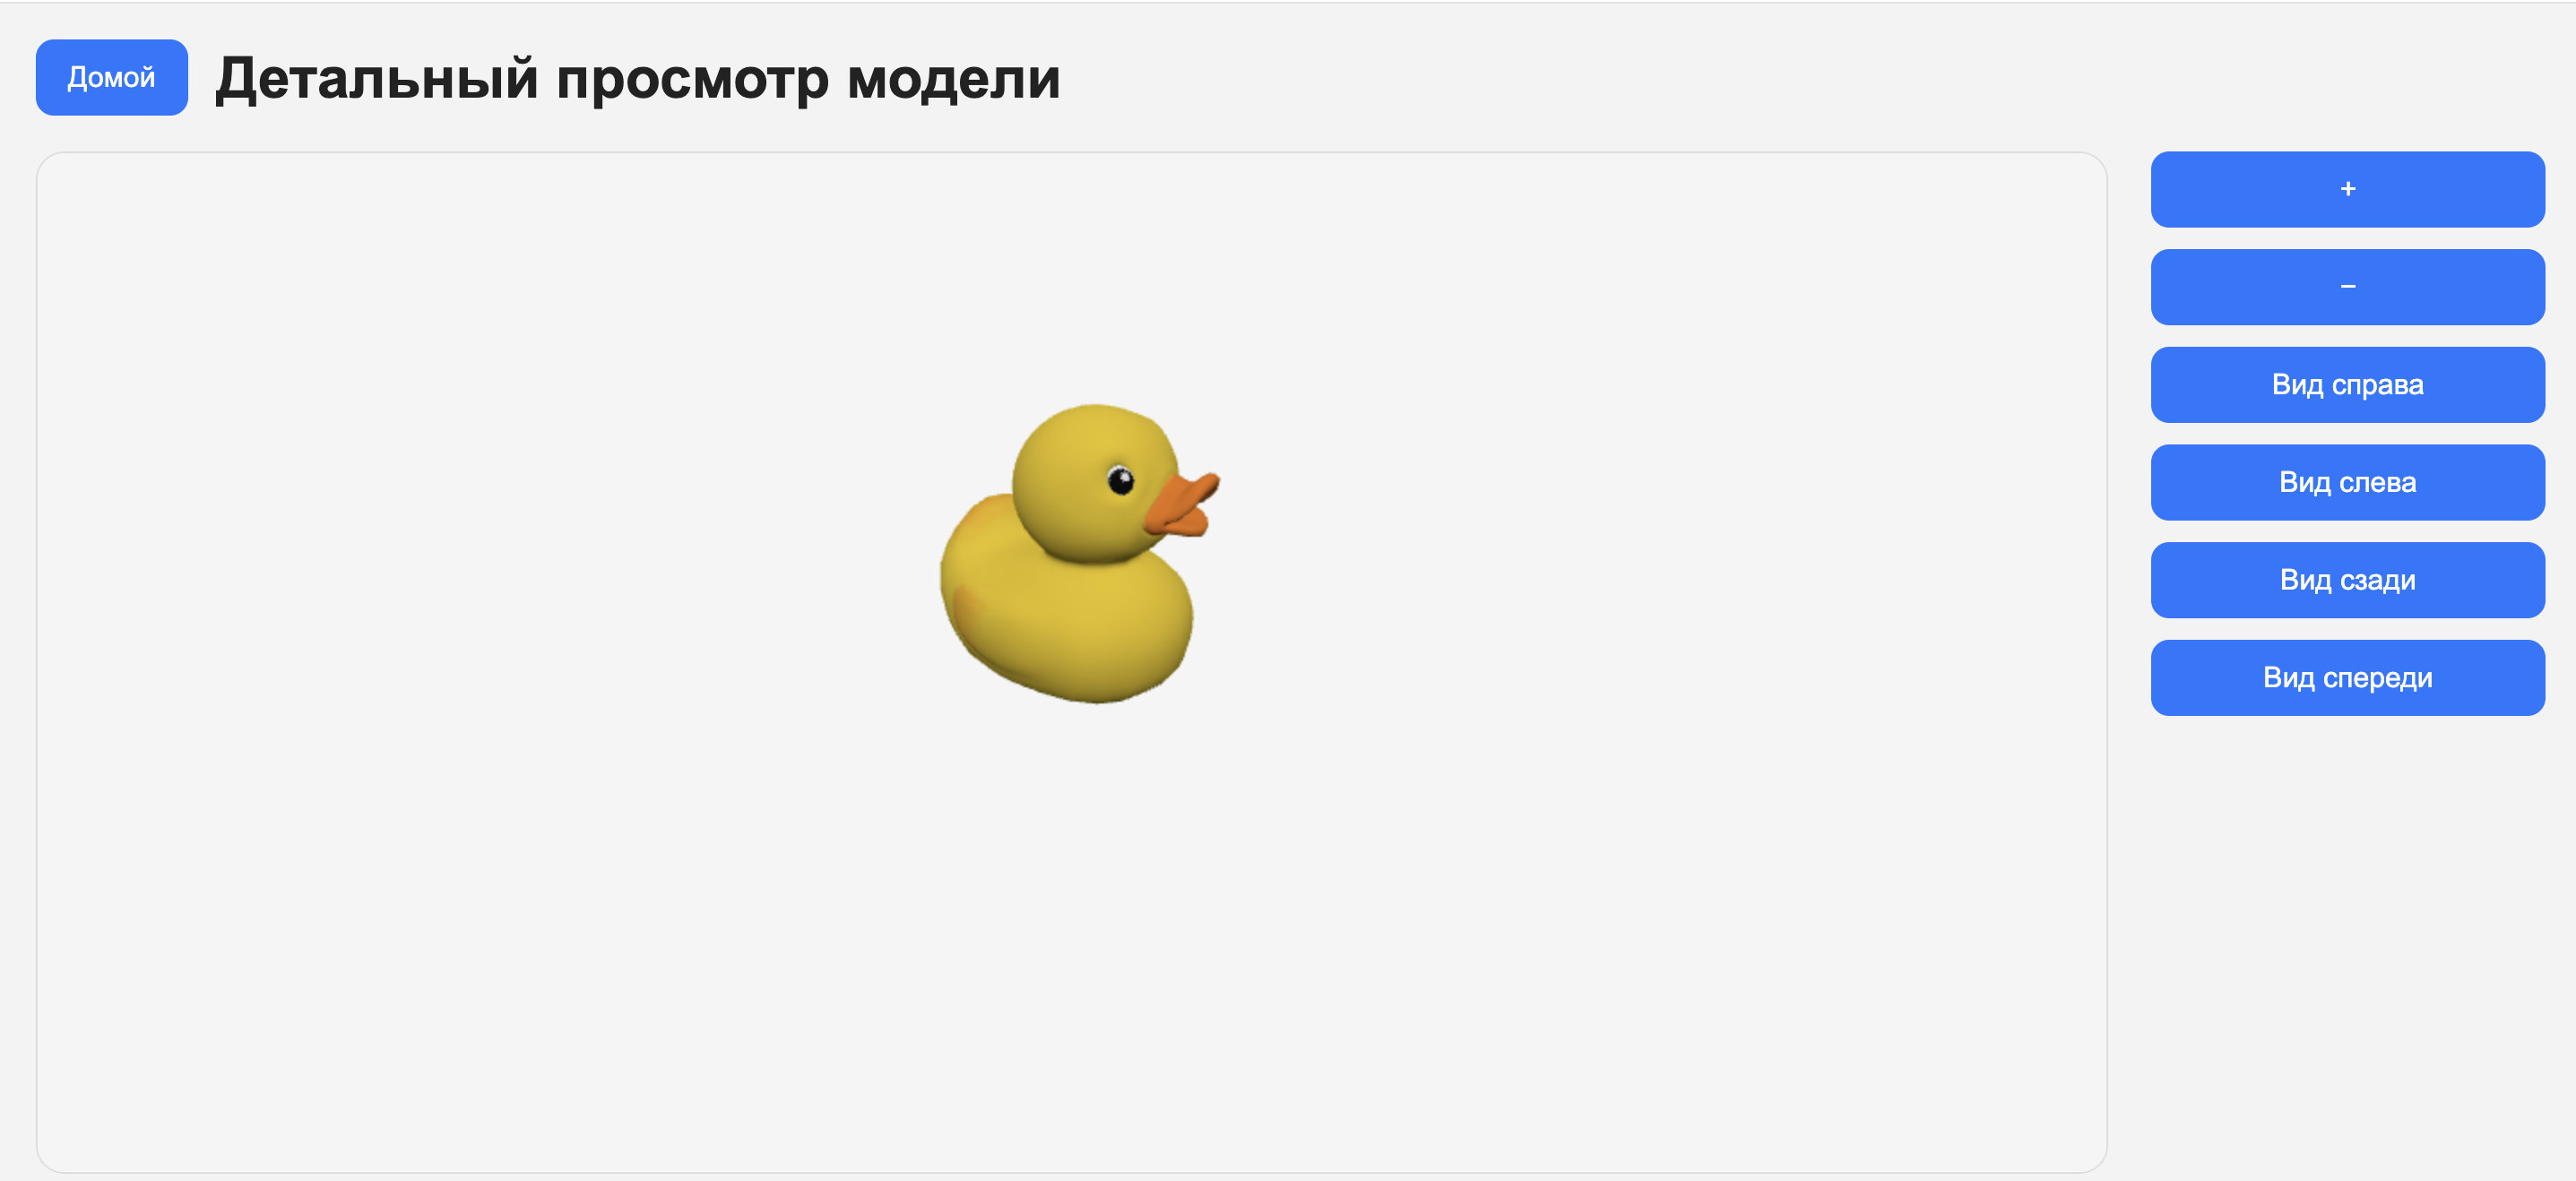 Домой
Детальный просмотр модели
+
−
Вид справа
Вид слева
Вид сзади
Вид спереди